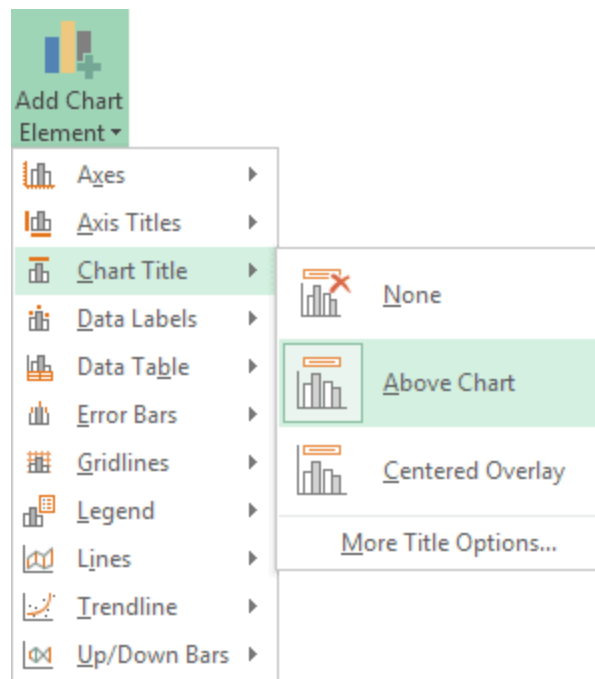 Add Chart
Element
Axes
Axis Titles
Chart Title
None
Data Labels
Above Chart
Data Table
Error Bars
Gridlines
Centered Overlay
Legend
More Title Options...
Lines
Trendline
Up/Down Bars